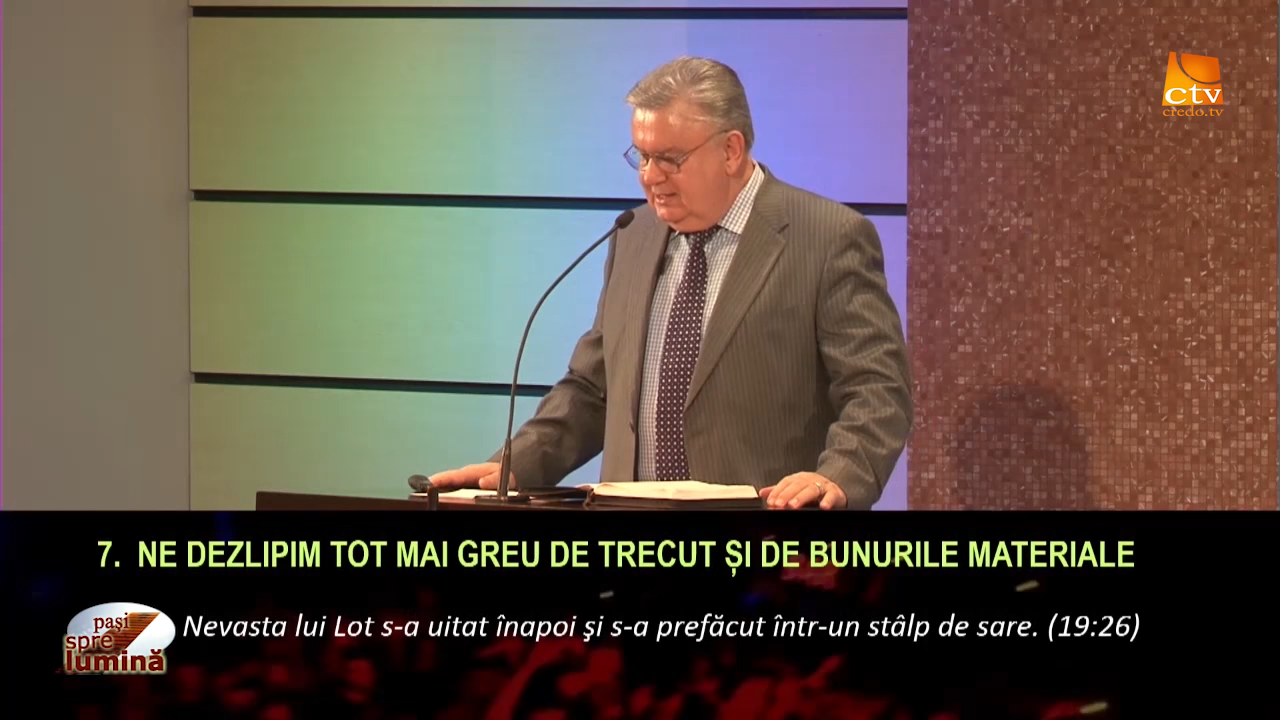 ctv
credo.tv
7. NE DEZLIPIM TOT MAI GREU DE TRECUT ȘI DE BUNURILE MATERIALE
Nevasta lui Lot s-a uitat înapoi şi s-a prefăcut într-un stâlp de sare. (19:26)
paşi
spre
lumină